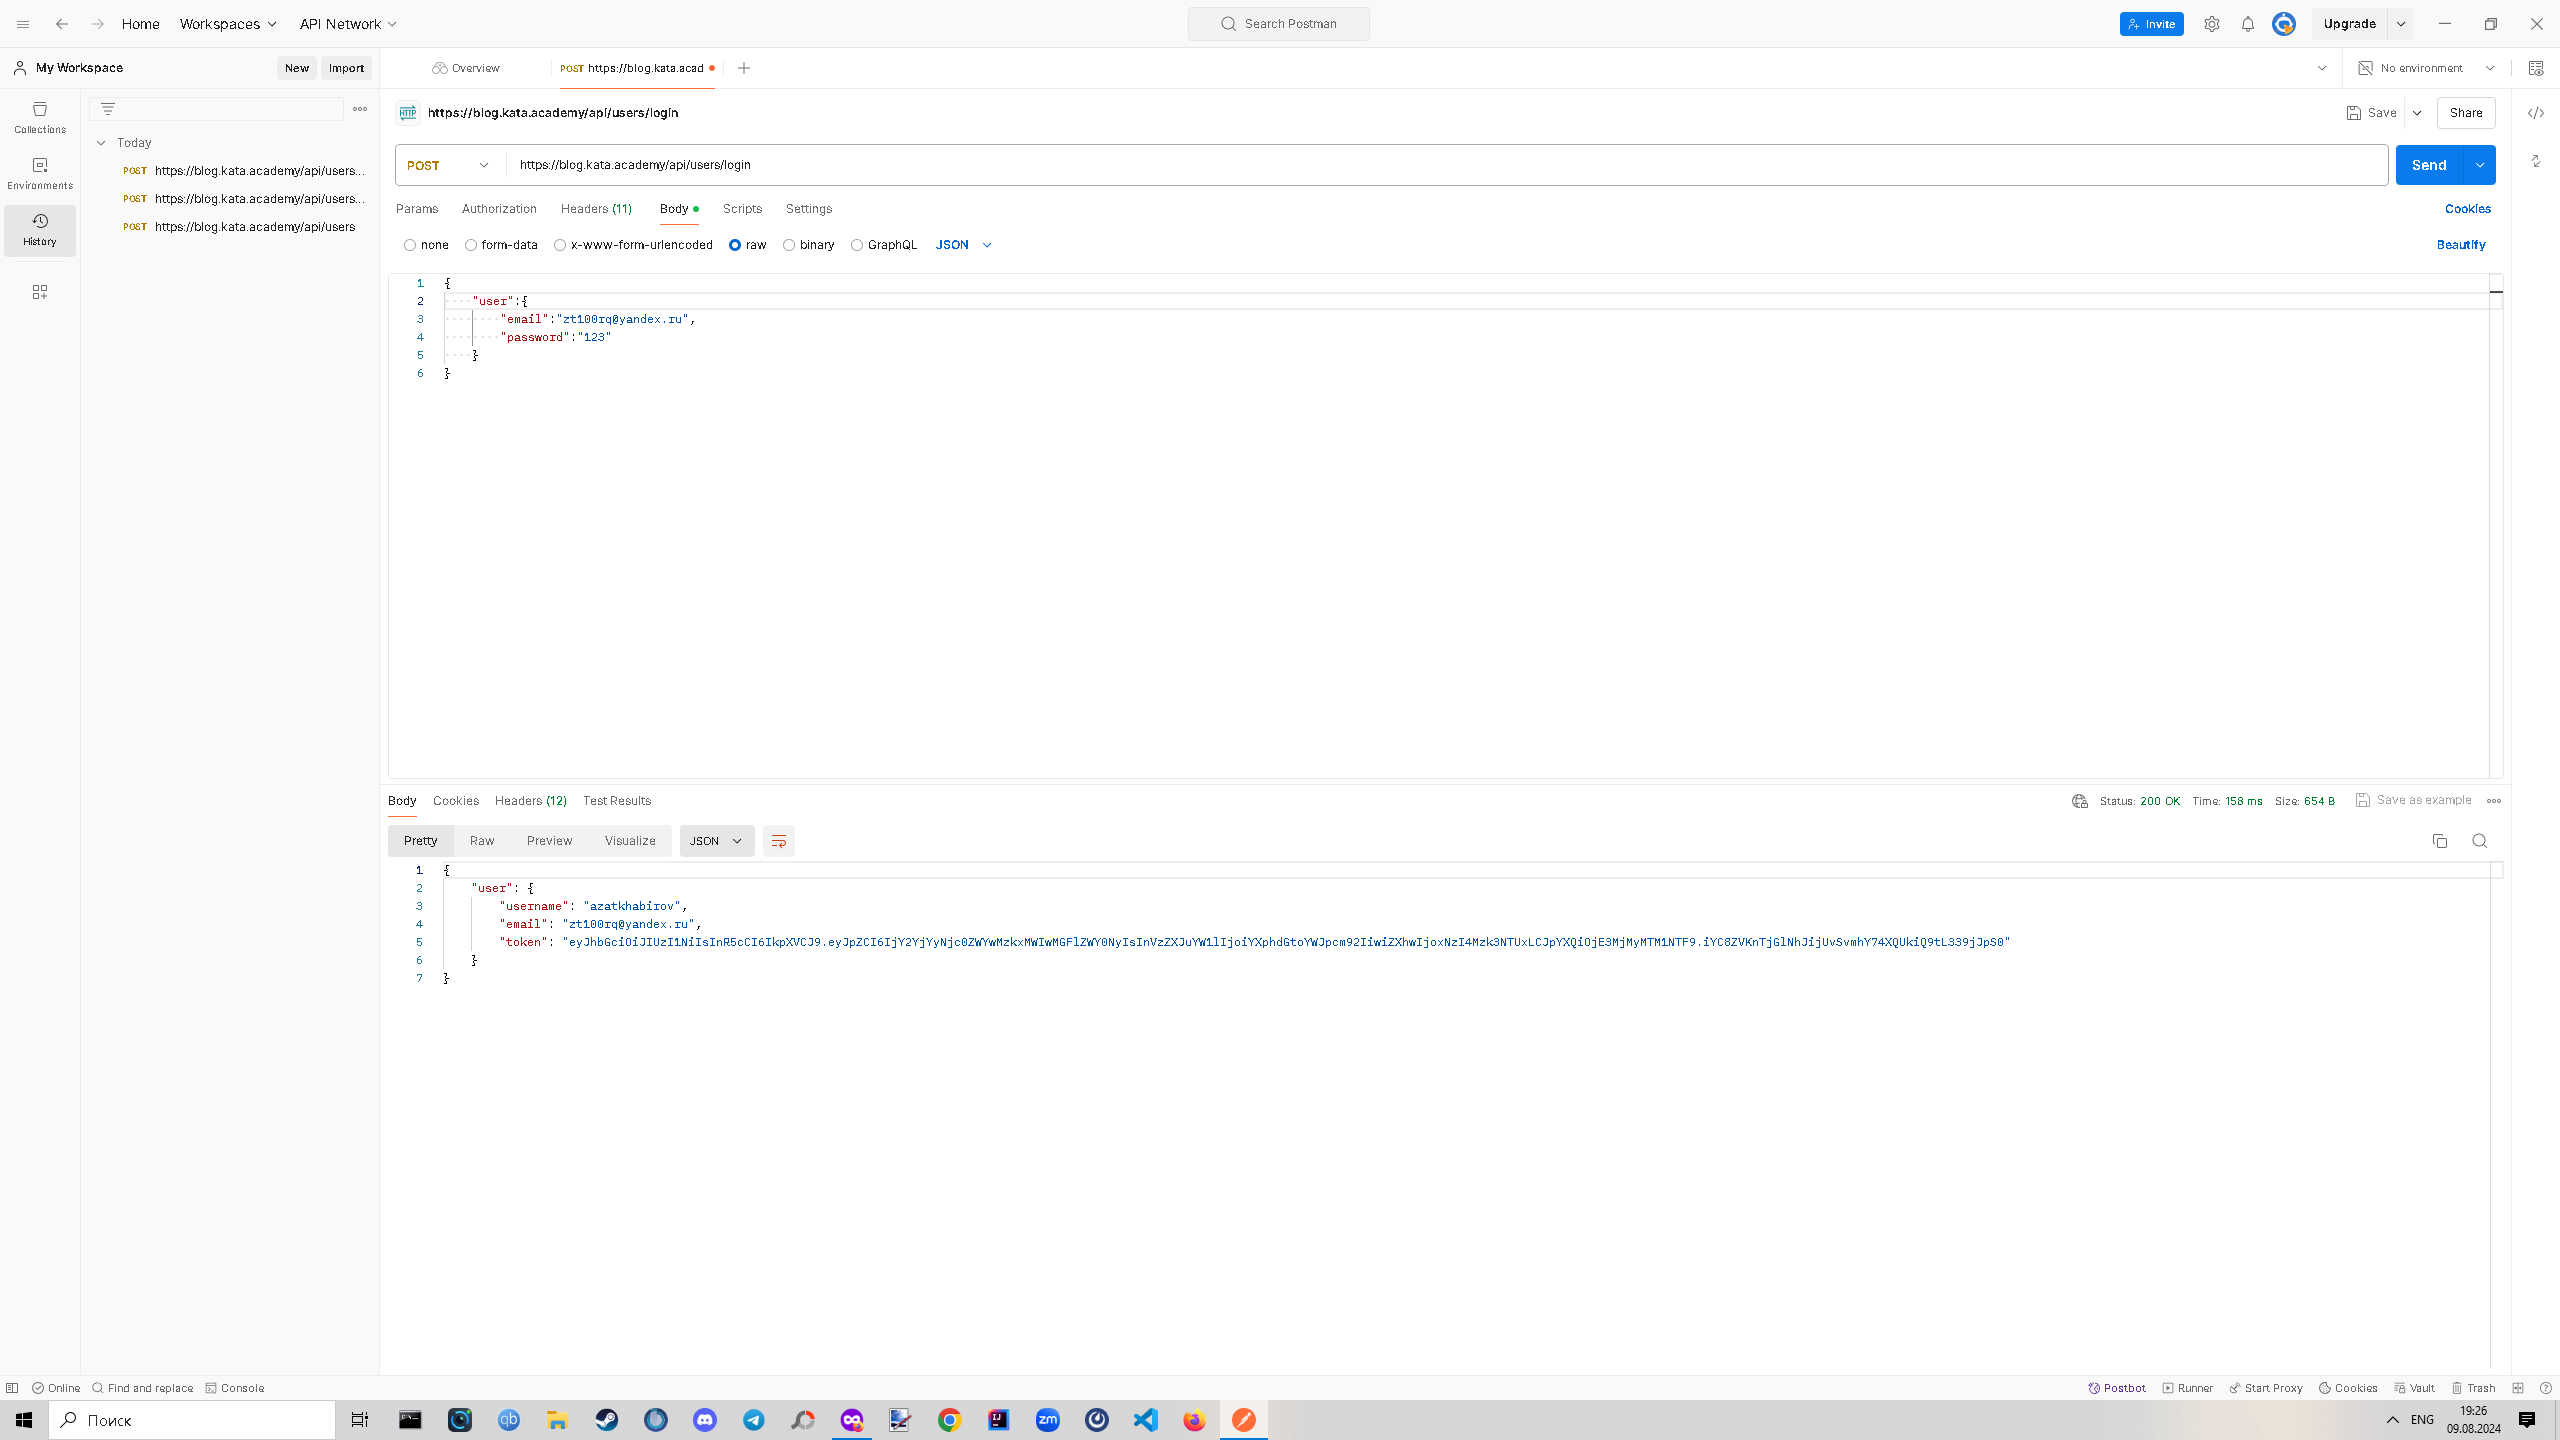 Home Workspaces API Network Search Postman Invite Upgrade
My Workspace New Import Overview POST https://blog.kata.acad No environment
Collections
Environments
History
Today
POST https://blog.kata.academy/api/users...
POST https://blog.kata.academy/api/users...
POST https://blog.kata.academy/api/users
HTTP https://blog.kata.academy/api/users/login Save Share
POST https://blog.kata.academy/api/users/login Send
Params Authorization Headers (11) Body Scripts Settings Cookies
none form-data x-www-form-urlencoded raw binary GraphQL JSON Beautify
1 {
2 "user":{
3 "email":"zt100rq@yandex.ru",
4 "password":"123"
5 }
6 }
Body Cookies Headers (12) Test Results Status: 200 OK Time: 158 ms Size: 654 B Save as example
Pretty Raw Preview Visualize JSON
1 {
2 "user": {
3 "username": "azatkhabirov",
4 "email": "zt100rq@yandex.ru",
5 "token":
6 }
7 }
Online Find and replace Console Postbot Runner Start Proxy Cookies Vault Trash
Поиск qb zm ENG 19:26
09.08.2024